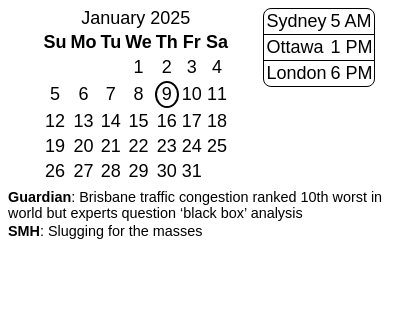 January 2025
Su Mo Tu We Th Fr Sa
1 2 3 4
5 6 7 8 9 10 11
12 13 14 15 16 17 18
19 20 21 22 23 24 25
26 27 28 29 30 31
Sydney 5 AM
Ottawa 1 PM
London 6 PM
Guardian: Brisbane traffic congestion ranked 10th worst in
world but experts question ‘black box’ analysis
SMH: Slugging for the masses